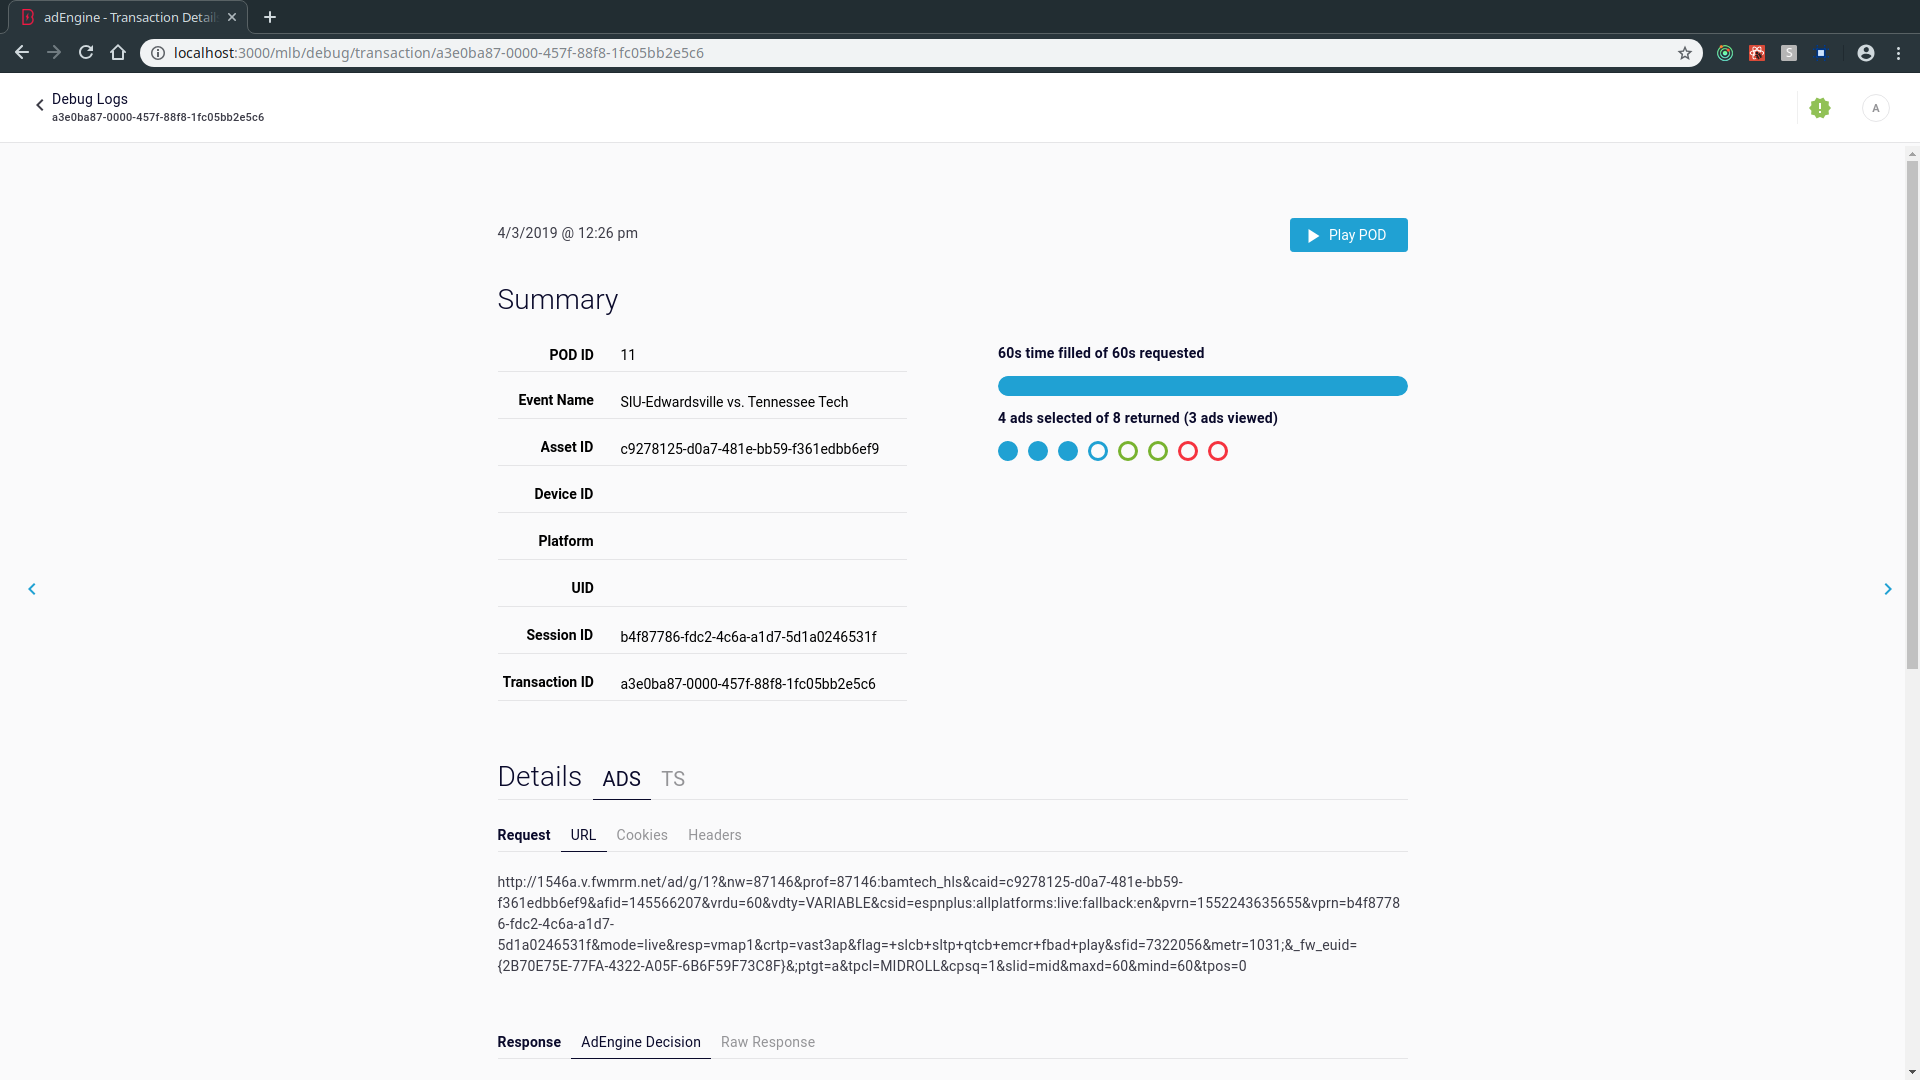 adEngine - Transaction Detail
localhost:3000/mlb/debug/transaction/a3e0ba87-0000-457f-88f8-1fc05bb2e5c6
S
Debug Logs
a3e0ba87-0000-457f-88f8-1fc05bb2e5c6
A
4/3/2019 @ 12:26 pm
Play POD
Summary
POD ID 11
Event Name SIU-Edwardsville vs. Tennessee Tech
Asset ID c9278125-d0a7-481e-bb59-f361edbb6ef9
Device ID
Platform
UID
Session ID b4f87786-fdc2-4c6a-a1d7-5d1a0246531f
Transaction ID a3e0ba87-0000-457f-88f8-1fc05bb2e5c6
60s time filled of 60s requested
4 ads selected of 8 returned (3 ads viewed)
Details ADS TS
Request URL Cookies Headers
http://1546a.v.fwmrm.net/ad/g/1?&nw=87146&prof=87146:bamtech_hls&caid=c9278125-d0a7-481e-bb59-
f361edbb6ef9&afid=145566207&vrdu=60&vdty=VARIABLE&csid=espnplus:allplatforms:live:fallback:en&pvrn=1552243635655&vprn=b4f8778
6-fdc2-4c6a-a1d7-
5d1a0246531f&mode=live&resp=vmap1&crtp=vast3ap&flag=+slcb+sltp+qtcb+emcr+fbad+play&sfid=7322056&metr=1031;&_fw_euid=
{2B70E75E-77FA-4322-A05F-6B6F59F73C8F}&;ptgt=a&tpcl=MIDROLL&cpsq=1&slid=mid&maxd=60&mind=60&tpos=0
Response AdEngine Decision Raw Response